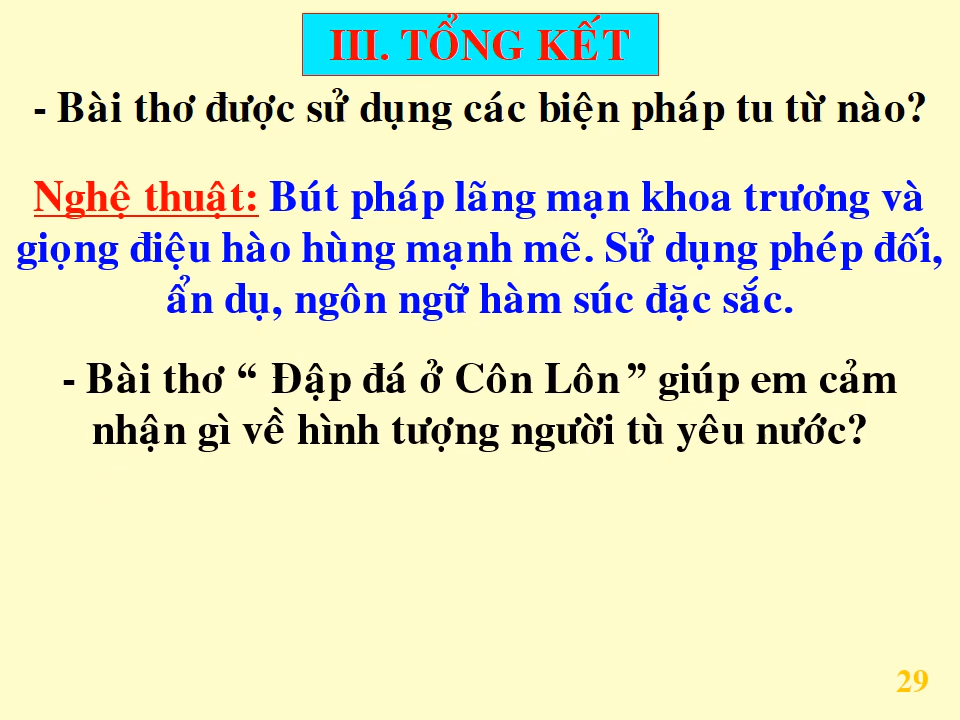 III. TỔNG KẾT
- Bài thơ được sử dụng các biện pháp tu từ nào?
Nghệ thuật: Bút pháp lãng mạn khoa trương và
giọng điệu hào hùng mạnh mẽ. Sử dụng phép đối,
ẩn dụ, ngôn ngữ hàm súc đặc sắc.
- Bài thơ “ Đập đá ở Côn Lôn ” giúp em cảm
nhận gì về hình tượng người tù yêu nước?
29